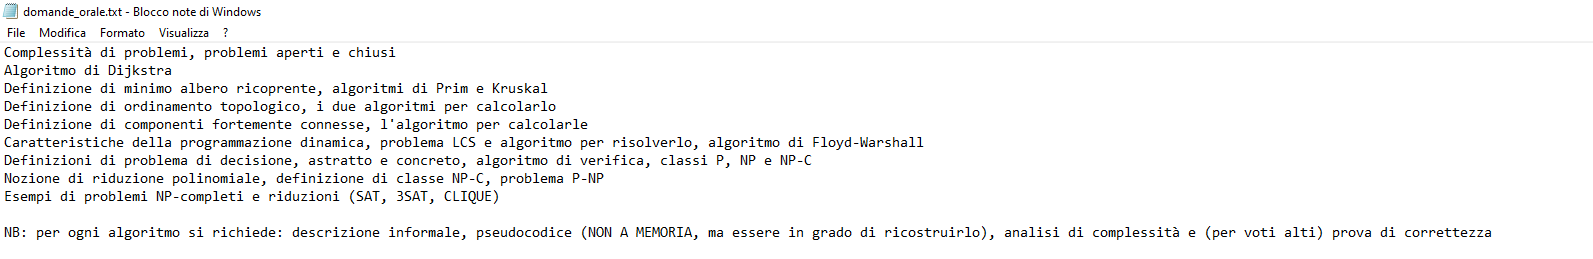 domande_orale.txt - Blocco note di Windows
File Modifica Formato Visualizza ?
Complessità di problemi, problemi aperti e chiusi
Algoritmo di Dijkstra
Definizione di minimo albero ricoprente, algoritmi di Prim e Kruskal
Definizione di ordinamento topologico, i due algoritmi per calcolarlo
Definizione di componenti fortemente connesse, l'algoritmo per calcolarle
Caratteristiche della programmazione dinamica, problema LCS e algoritmo per risolverlo, algoritmo di Floyd-Warshall
Definizioni di problema di decisione, astratto e concreto, algoritmo di verifica, classi P, NP e NP-C
Nozione di riduzione polinomiale, definizione di classe NP-C, problema P-NP
Esempi di problemi NP-completi e riduzioni (SAT, 3SAT, CLIQUE)
NB: per ogni algoritmo si richiede: descrizione informale, pseudocodice (NON A MEMORIA, ma essere in grado di ricostruirlo), analisi di complessità e (per voti alti) prova di correttezza